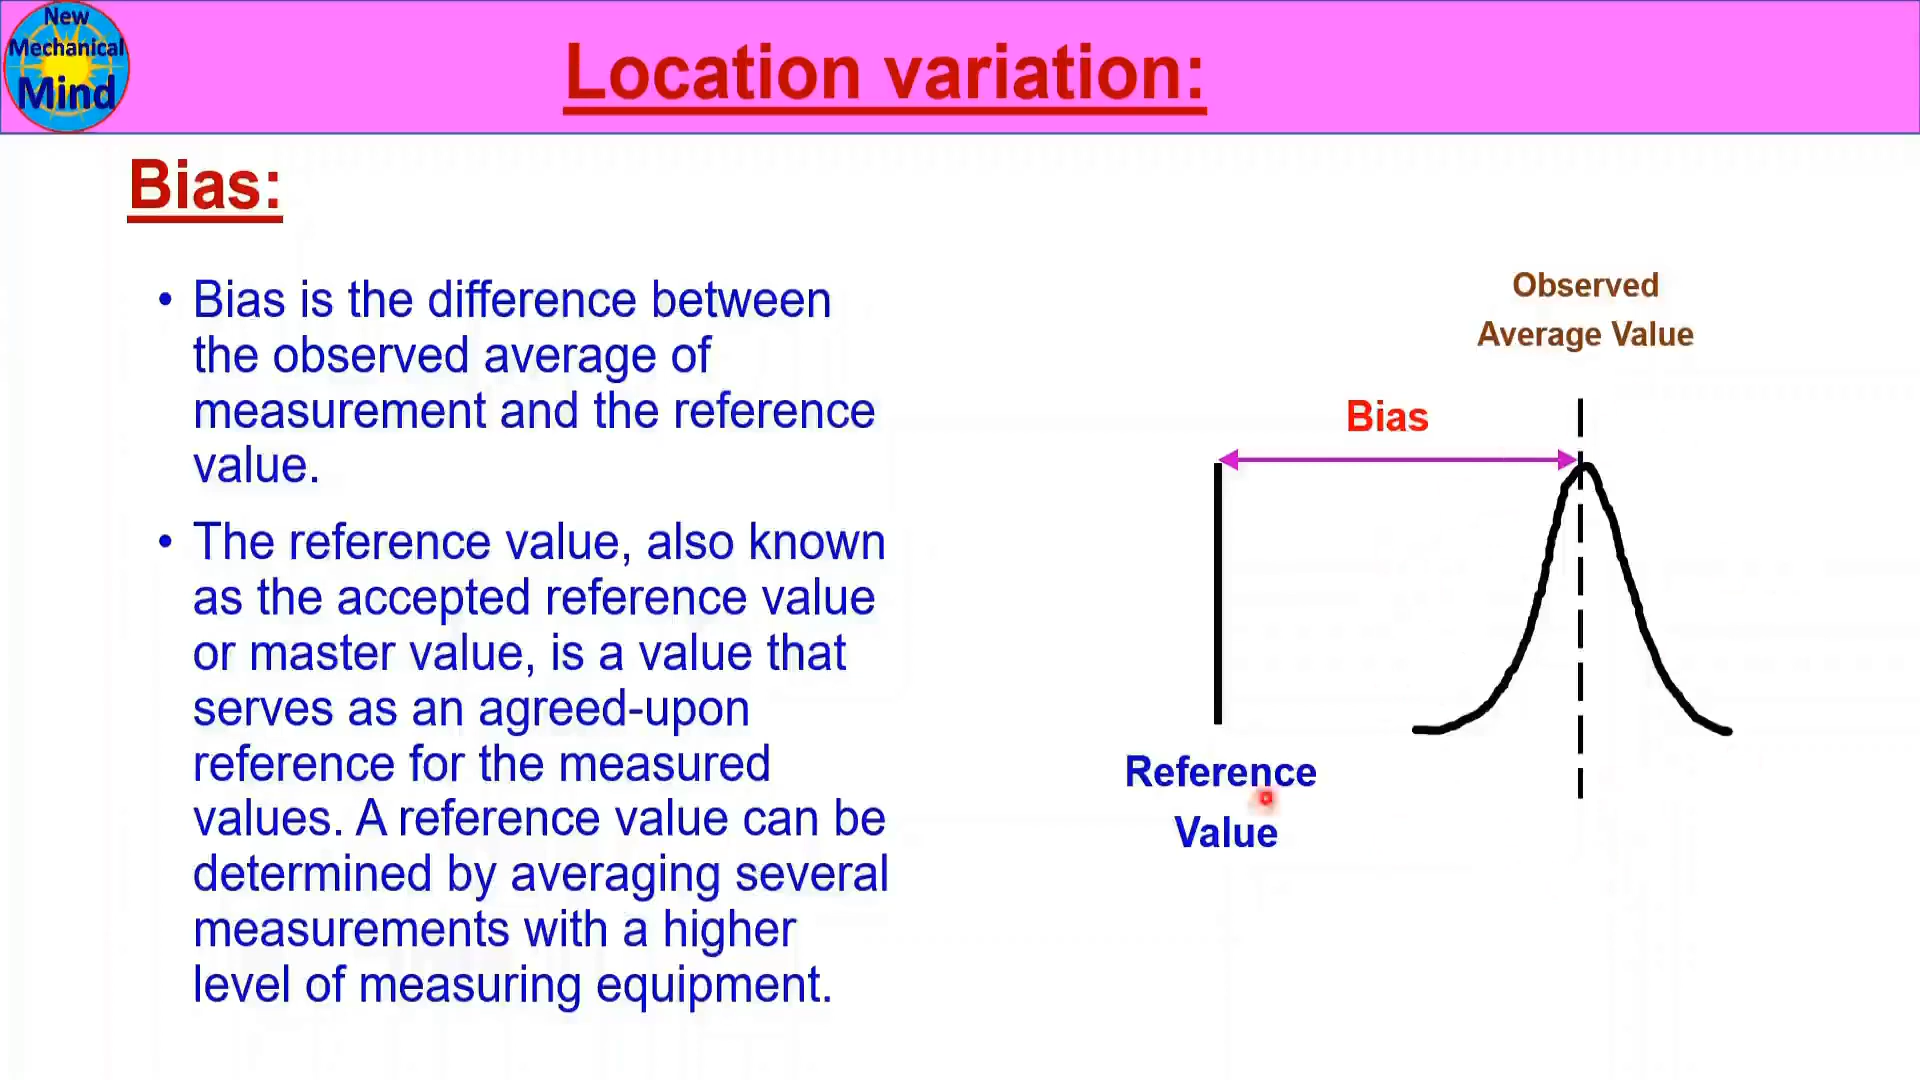 New
Mechanical
Mind
Location variation:
Bias:
• Bias is the difference between
the observed average of
measurement and the reference
value.
• The reference value, also known
as the accepted reference value
or master value, is a value that
serves as an agreed-upon
reference for the measured
values. A reference value can be
determined by averaging several
measurements with a higher
level of measuring equipment.
Observed
Average Value
Bias
Reference
Value